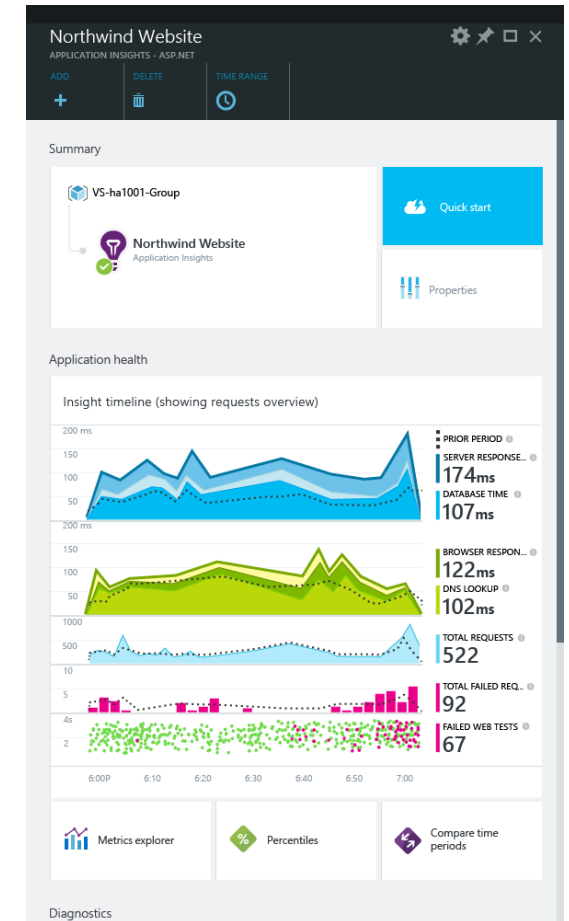 Northwind Website
APPLICATION INSIGHTS - ASP.NET
ADD
DELETE
TIME RANGE
Summary
VS-ha1001-Group
Northwind Website
Application Insights
Quick start
Properties
Application health
Insight timeline (showing requests overview)
200 ms
150
100
50
PRIOR PERIOD
SERVER RESPONSE...
174ms
DATABASE TIME
107ms
200 ms
150
100
50
BROWSER RESPON...
122ms
DNS LOOKUP
102ms
1000
500
TOTAL REQUESTS
522
10
5
TOTAL FAILED REQ...
92
4s
2
FAILED WEB TESTS
67
6:00P 6:10 6:20 6:30 6:40 6:50 7:00
Metrics explorer
Percentiles
Compare time
periods
Diagnostics